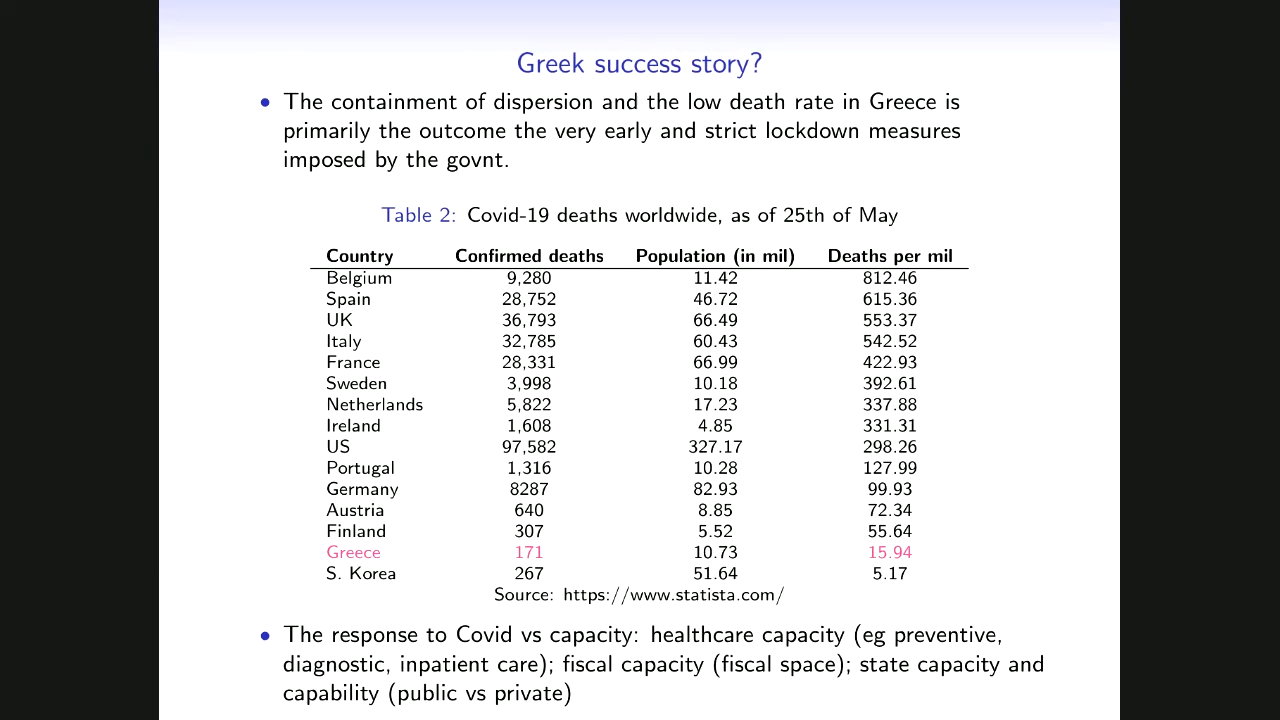 Greek success story?
• The containment of dispersion and the low death rate in Greece is
primarily the outcome the very early and strict lockdown measures
imposed by the govnt.
Table 2: Covid-19 deaths worldwide, as of 25th of May
Country Confirmed deaths Population (in mil) Deaths per mil
Belgium 9,280 11.42 812.46
Spain 28,752 46.72 615.36
UK 36,793 66.49 553.37
Italy 32,785 60.43 542.52
France 28,331 66.99 422.93
Sweden 3,998 10.18 392.61
Netherlands 5,822 17.23 337.88
Ireland 1,608 4.85 331.31
US 97,582 327.17 298.26
Portugal 1,316 10.28 127.99
Germany 8287 82.93 99.93
Austria 640 8.85 72.34
Finland 307 5.52 55.64
Greece 171 10.73 15.94
S. Korea 267 51.64 5.17
Source: https://www.statista.com/
• The response to Covid vs capacity: healthcare capacity (eg preventive,
diagnostic, inpatient care); fiscal capacity (fiscal space); state capacity and
capability (public vs private)